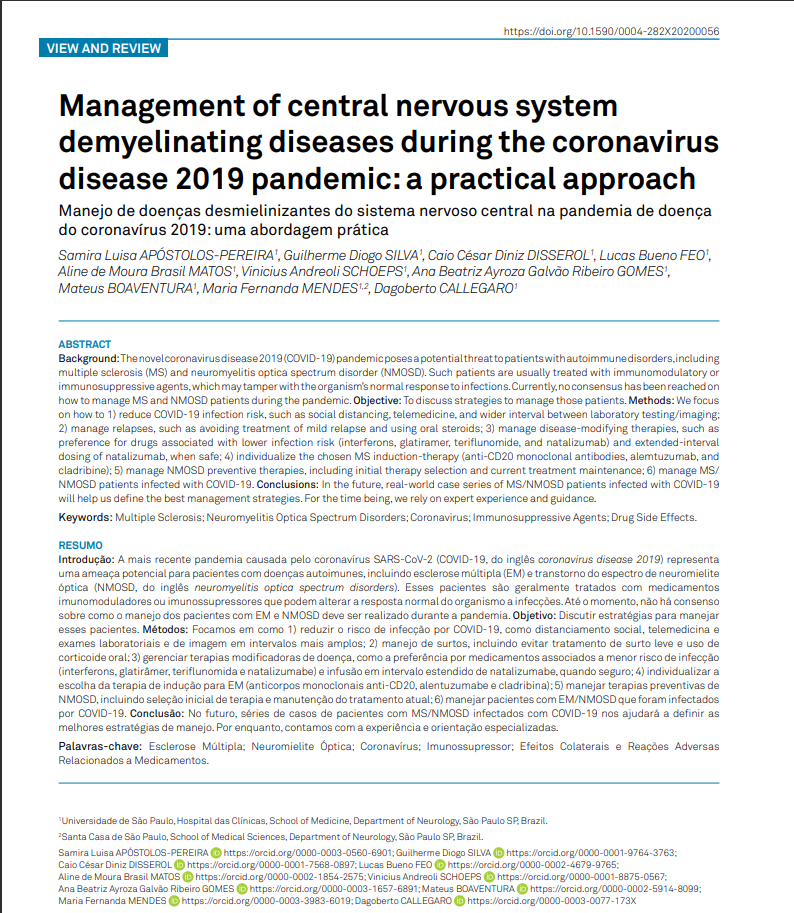 https://doi.org/10.1590/0004-282X20200056
VIEW AND REVIEW
Management of central nervous system
demyelinating diseases during the coronavirus
disease 2019 pandemic: a practical approach
Manejo de doenças desmielinizantes do sistema nervoso central na pandemia de doença
do coronavírus 2019: uma abordagem prática
Samira Luisa APÓSTOLOS-PEREIRA¹, Guilherme Diogo SILVA¹, Caio César Diniz DISSEROL¹, Lucas Bueno FEO¹,
Aline de Moura Brasil MATOS¹, Vinicius Andreoli SCHOEPS¹, Ana Beatriz Ayroza Galvão Ribeiro GOMES¹,
Mateus BOAVENTURA¹, Maria Fernanda MENDES¹,², Dagoberto CALLEGARO¹
ABSTRACT
Background: The novel coronavirus disease 2019 (COVID-19) pandemic poses a potential threat to patients with autoimmune disorders, including
multiple sclerosis (MS) and neuromyelitis optica spectrum disorder (NMOSD). Such patients are usually treated with immunomodulatory or
immunosuppressive agents, which may tamper with the organism's normal response to infections. Currently, no consensus has been reached on
how to manage MS and NMOSD patients during the pandemic. Objective: To discuss strategies to manage those patients. Methods: We focus
on how to 1) reduce COVID-19 infection risk, such as social distancing, telemedicine, and wider interval between laboratory testing/imaging;
2) manage relapses, such as avoiding treatment of mild relapse and using oral steroids; 3) manage disease-modifying therapies, such as
preference for drugs associated with lower infection risk (interferons, glatiramer, teriflunomide, and natalizumab) and extended-interval
dosing of natalizumab, when safe; 4) individualize the chosen MS induction-therapy (anti-CD20 monoclonal antibodies, alemtuzumab, and
cladribine); 5) manage NMOSD preventive therapies, including initial therapy selection and current treatment maintenance; 6) manage MS/
NMOSD patients infected with COVID-19. Conclusions: In the future, real-world case series of MS/NMOSD patients infected with COVID-19
will help us define the best management strategies. For the time being, we rely on expert experience and guidance.
Keywords: Multiple Sclerosis; Neuromyelitis Optica Spectrum Disorders; Coronavirus; Immunosuppressive Agents; Drug Side Effects.
RESUMO
Introdução: A mais recente pandemia causada pelo coronavírus SARS-CoV-2 (COVID-19, do inglês coronavirus disease 2019) representa
uma ameaça potencial para pacientes com doenças autoimunes, incluindo esclerose múltipla (EM) e transtorno do espectro de neuromielite
óptica (NMOSD, do inglês neuromyelitis optica spectrum disorders). Esses pacientes são geralmente tratados com medicamentos
imunomoduladores ou imunossupressores que podem alterar a resposta normal do organismo a infecções. Até o momento, não há consenso
sobre como o manejo dos pacientes com EM e NMOSD deve ser realizado durante a pandemia. Objetivo: Discutir estratégias para manejar
esses pacientes. Métodos: Focamos em como 1) reduzir o risco de infecção por COVID-19, como distanciamento social, telemedicina e
exames laboratoriais e de imagem em intervalos mais amplos; 2) manejo de surtos, incluindo evitar tratamento de surto leve e uso de
corticoide oral; 3) gerenciar terapias modificadoras de doença, como a preferência por medicamentos associados a menor risco de infecção
(interferons, glatirâmer, teriflunomida e natalizumabe) e infusão em intervalo estendido de natalizumabe, quando seguro; 4) individualizar a
escolha da terapia de indução para EM (anticorpos monoclonais anti-CD20, alentuzumabe e cladribina); 5) manejar terapias preventivas de
NMOSD, incluindo seleção inicial de terapia e manutenção do tratamento atual; 6) manejar pacientes com EM/NMOSD que foram infectados
por COVID-19. Conclusão: No futuro, séries de casos de pacientes com MS/NMOSD infectados com COVID-19 nos ajudará a definir as
melhores estratégias de manejo. Por enquanto, contamos com a experiência e orientação especializadas.
Palavras-chave: Esclerose Múltipla; Neuromielite Óptica; Coronavírus; Imunossupressor; Efeitos Colaterais e Reações Adversas
Relacionados a Medicamentos.
¹Universidade de São Paulo, Hospital das Clínicas, School of Medicine, Department of Neurology, São Paulo SP, Brazil.
²Santa Casa de São Paulo, School of Medical Sciences, Department of Neurology, São Paulo SP, Brazil.
Samira Luisa APÓSTOLOS-PEREIRA iD https://orcid.org/0000-0003-0560-6901; Guilherme Diogo SILVA iD https://orcid.org/0000-0001-9764-3763;
Caio César Diniz DISSEROL iD https://orcid.org/0000-0001-7568-0897; Lucas Bueno FEO iD https://orcid.org/0000-0002-4679-9765;
Aline de Moura Brasil MATOS iD https://orcid.org/0000-0002-1854-2575; Vinicius Andreoli SCHOEPS iD https://orcid.org/0000-0001-8875-0567;
Ana Beatriz Ayroza Galvão Ribeiro GOMES iD https://orcid.org/0000-0003-1657-6891; Mateus BOAVENTURA iD https://orcid.org/0000-0002-5914-8099;
Maria Fernanda MENDES iD https://orcid.org/0000-0003-3983-6019; Dagoberto CALLEGARO iD https://orcid.org/0000-0003-0077-173X